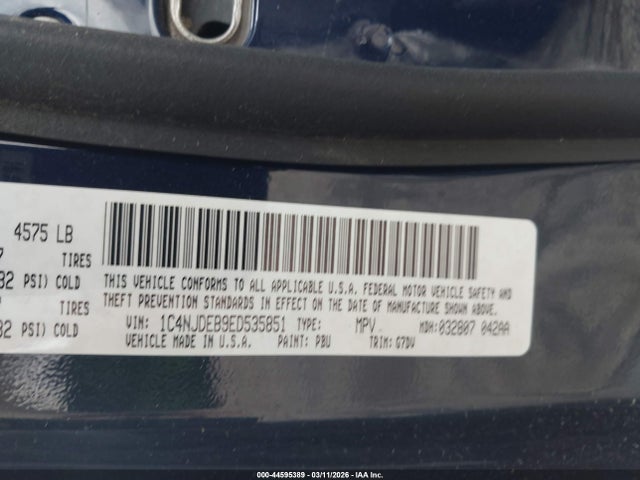 4575 LB
TIRES
32 PSI) COLD
TIRES
32 PSI) COLD
THIS VEHICLE CONFORMS TO ALL APPLICABLE U.S.A. FEDERAL MOTOR VEHICLE SAFETY AND
THEFT PREVENTION STANDARDS IN EFFECT ON THE DATE OF MANUFACTURE SHOWN ABOVE.
VIN: 1C4NJDEB9ED535851 TYPE: MPV MDH: 032807 042AA
VEHICLE MADE IN U.S.A. PAINT: PBU TRIM: G7DV
000-44595389 - 03/11/2026 - IAA Inc.